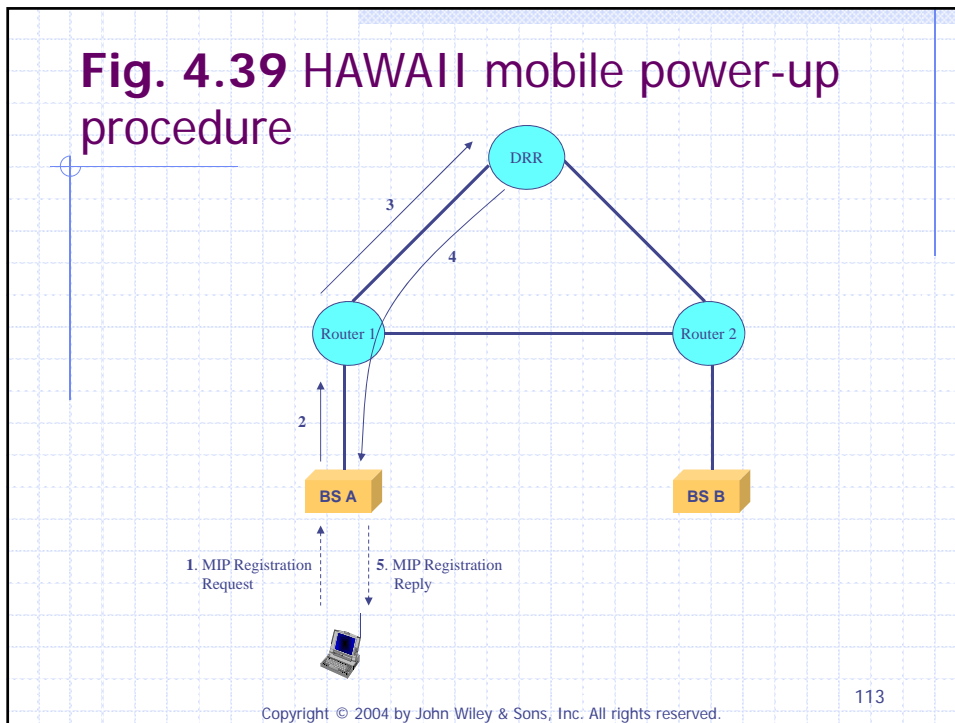 Fig. 4.39 HAWAII mobile power-up
procedure
DRR
3
4
Router 1
Router 2
2
BS A
BS B
1. MIP Registration
Request
5. MIP Registration
Reply
113
Copyright © 2004 by John Wiley & Sons, Inc. All rights reserved.